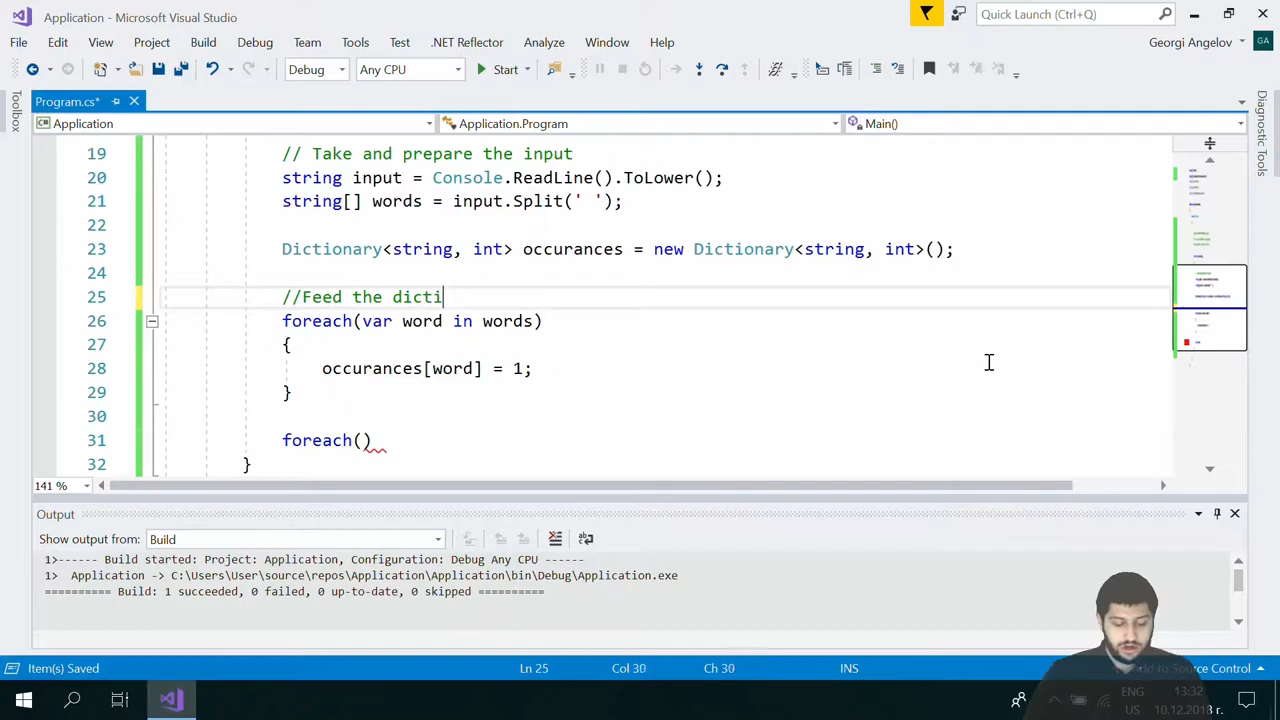 Application - Microsoft Visual Studio
Quick Launch (Ctrl+Q)
File Edit View Project Build Debug Team Tools Test .NET Reflector Analyze Window Help
Georgi Angelov
GA
Debug
Any CPU
Start
Program.cs*
Toolbox
Diagnostic Tools
Application
Application.Program
Main()
19 // Take and prepare the input
20 string input = Console.ReadLine().ToLower();
21 string[] words = input.Split(' ');
22
23 Dictionary<string, int> occurances = new Dictionary<string, int>();
24
25 //Feed the dicti
26 foreach(var word in words)
27 {
28 occurances[word] = 1;
29 }
30
31 foreach()
32 }
141 %
Output
Show output from: Build
1>------ Build started: Project: Application, Configuration: Debug Any CPU ------
1> Application -> C:\Users\User\source\repos\Application\Application\bin\Debug\Application.exe
========== Build: 1 succeeded, 0 failed, 0 up-to-date, 0 skipped ==========
Item(s) Saved
Ln 25
Col 30
Ch 30
INS
to Source Control
ENG
US
13:32
10.12.2018 г.